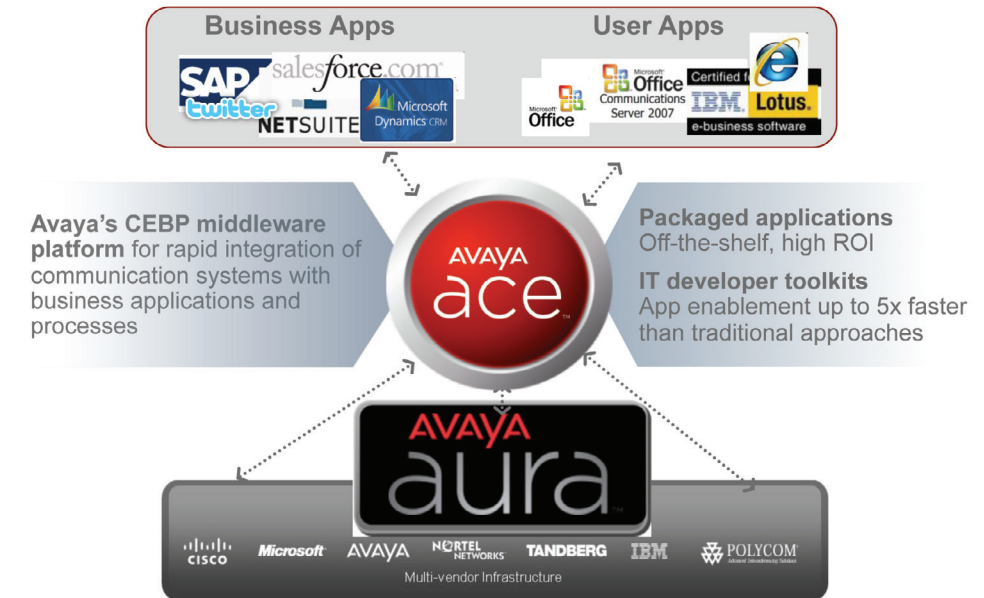 Business Apps
User Apps
SAP
twitter
salesforce.com
NETSUITE
Microsoft
Dynamics CRM
Microsoft
Office
Microsoft
Office
Communications
Server 2007
Certified fo
IBM. Lotus.
e-business software
Avaya's CEBP middleware
platform for rapid integration of
communication systems with
business applications and
processes
AVAYA
ace™
Packaged applications
Off-the-shelf, high ROI
IT developer toolkits
App enablement up to 5x faster
than traditional approaches
AVAYA
aura™
CISCO
Microsoft
AVAYA
NORTEL
NETWORKS
TANDBERG
IBM
POLYCOM
Multi-vendor Infrastructure